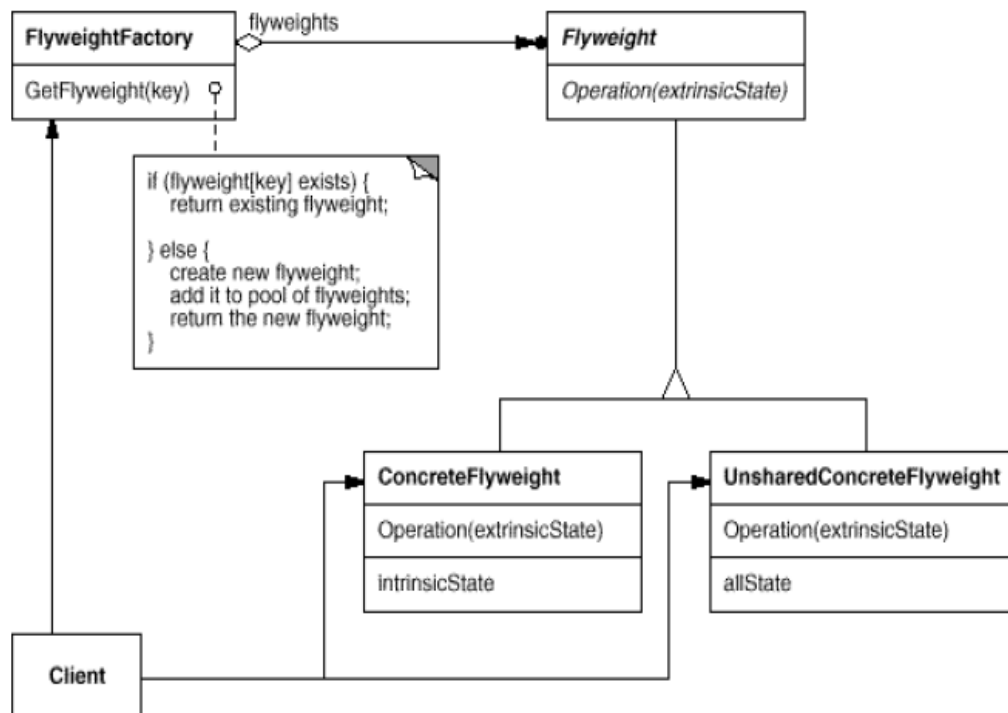 flyweights
FlyweightFactory
GetFlyweight(key)
Flyweight
Operation(extrinsicState)
if (flyweight[key] exists) {
return existing flyweight;
} else {
create new flyweight;
add it to pool of flyweights;
return the new flyweight;
}
ConcreteFlyweight
Operation(extrinsicState)
intrinsicState
UnsharedConcreteFlyweight
Operation(extrinsicState)
allState
Client